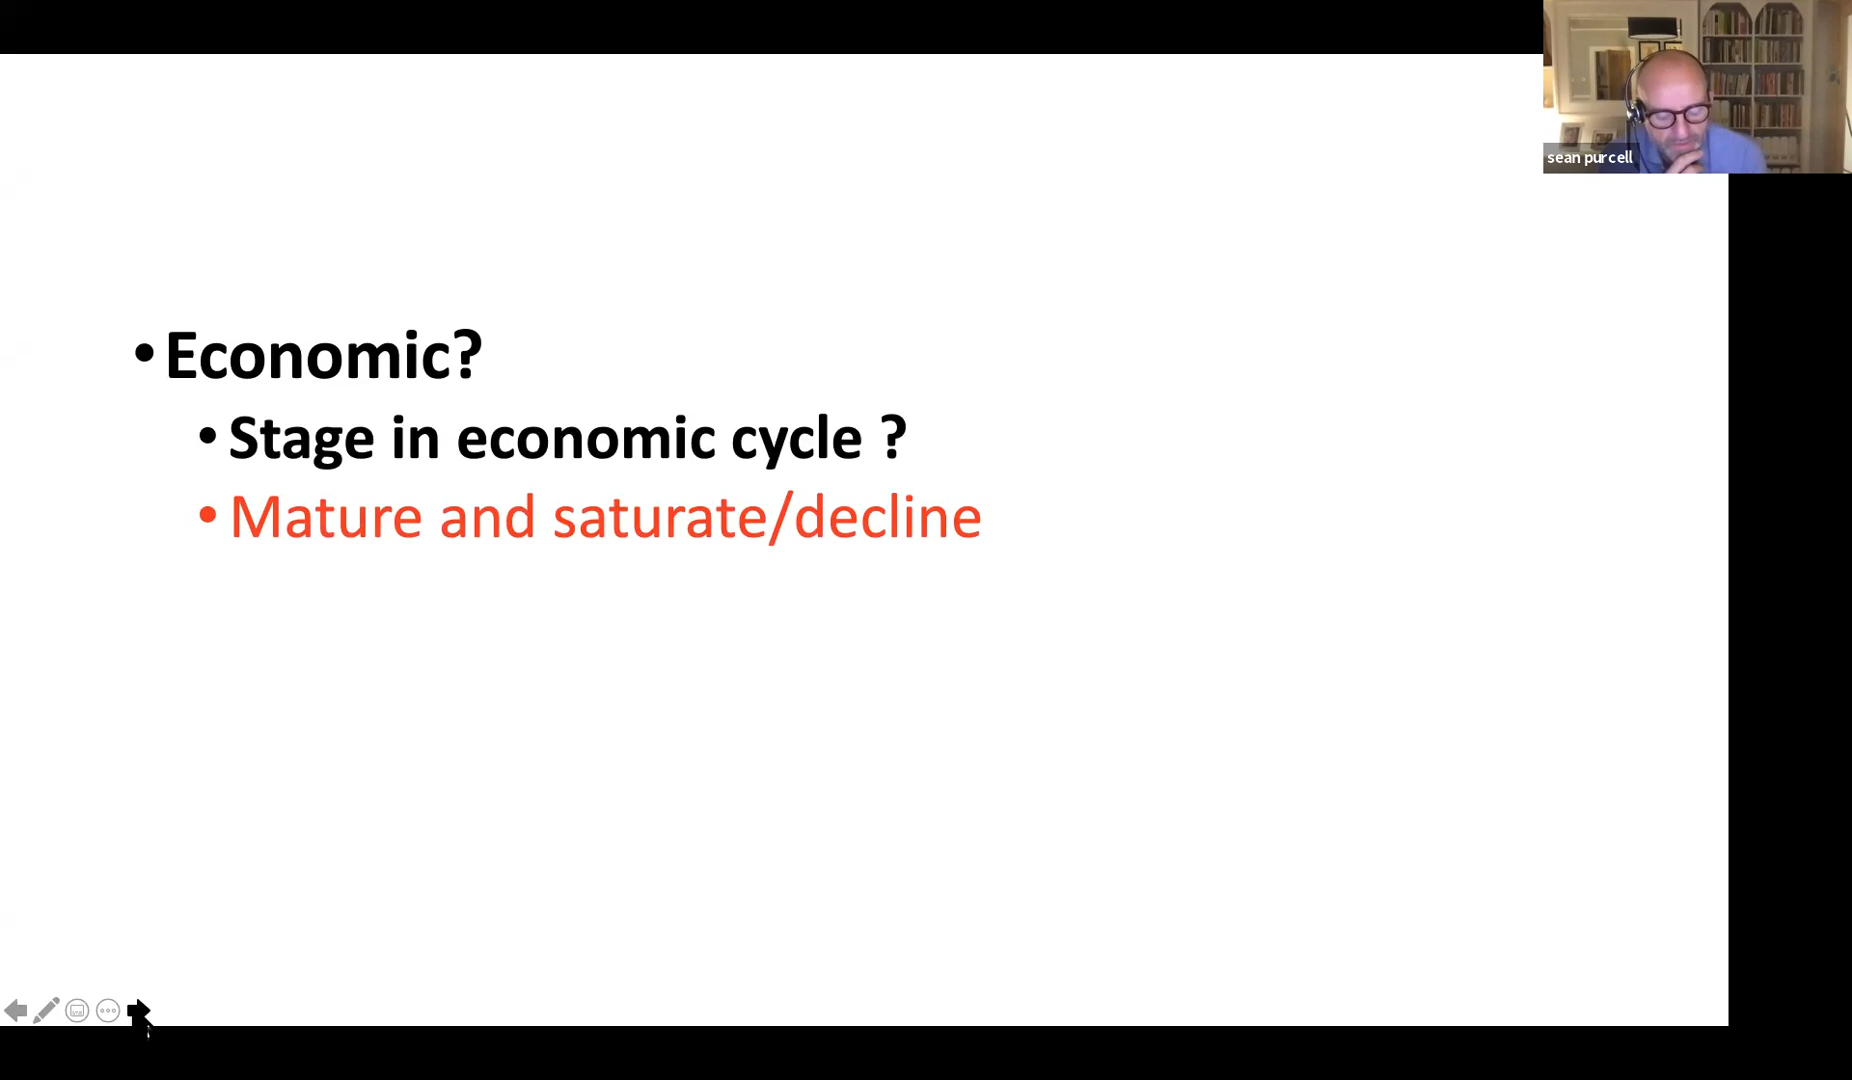 sean purcell
• Economic?
• Stage in economic cycle ?
• Mature and saturate/decline